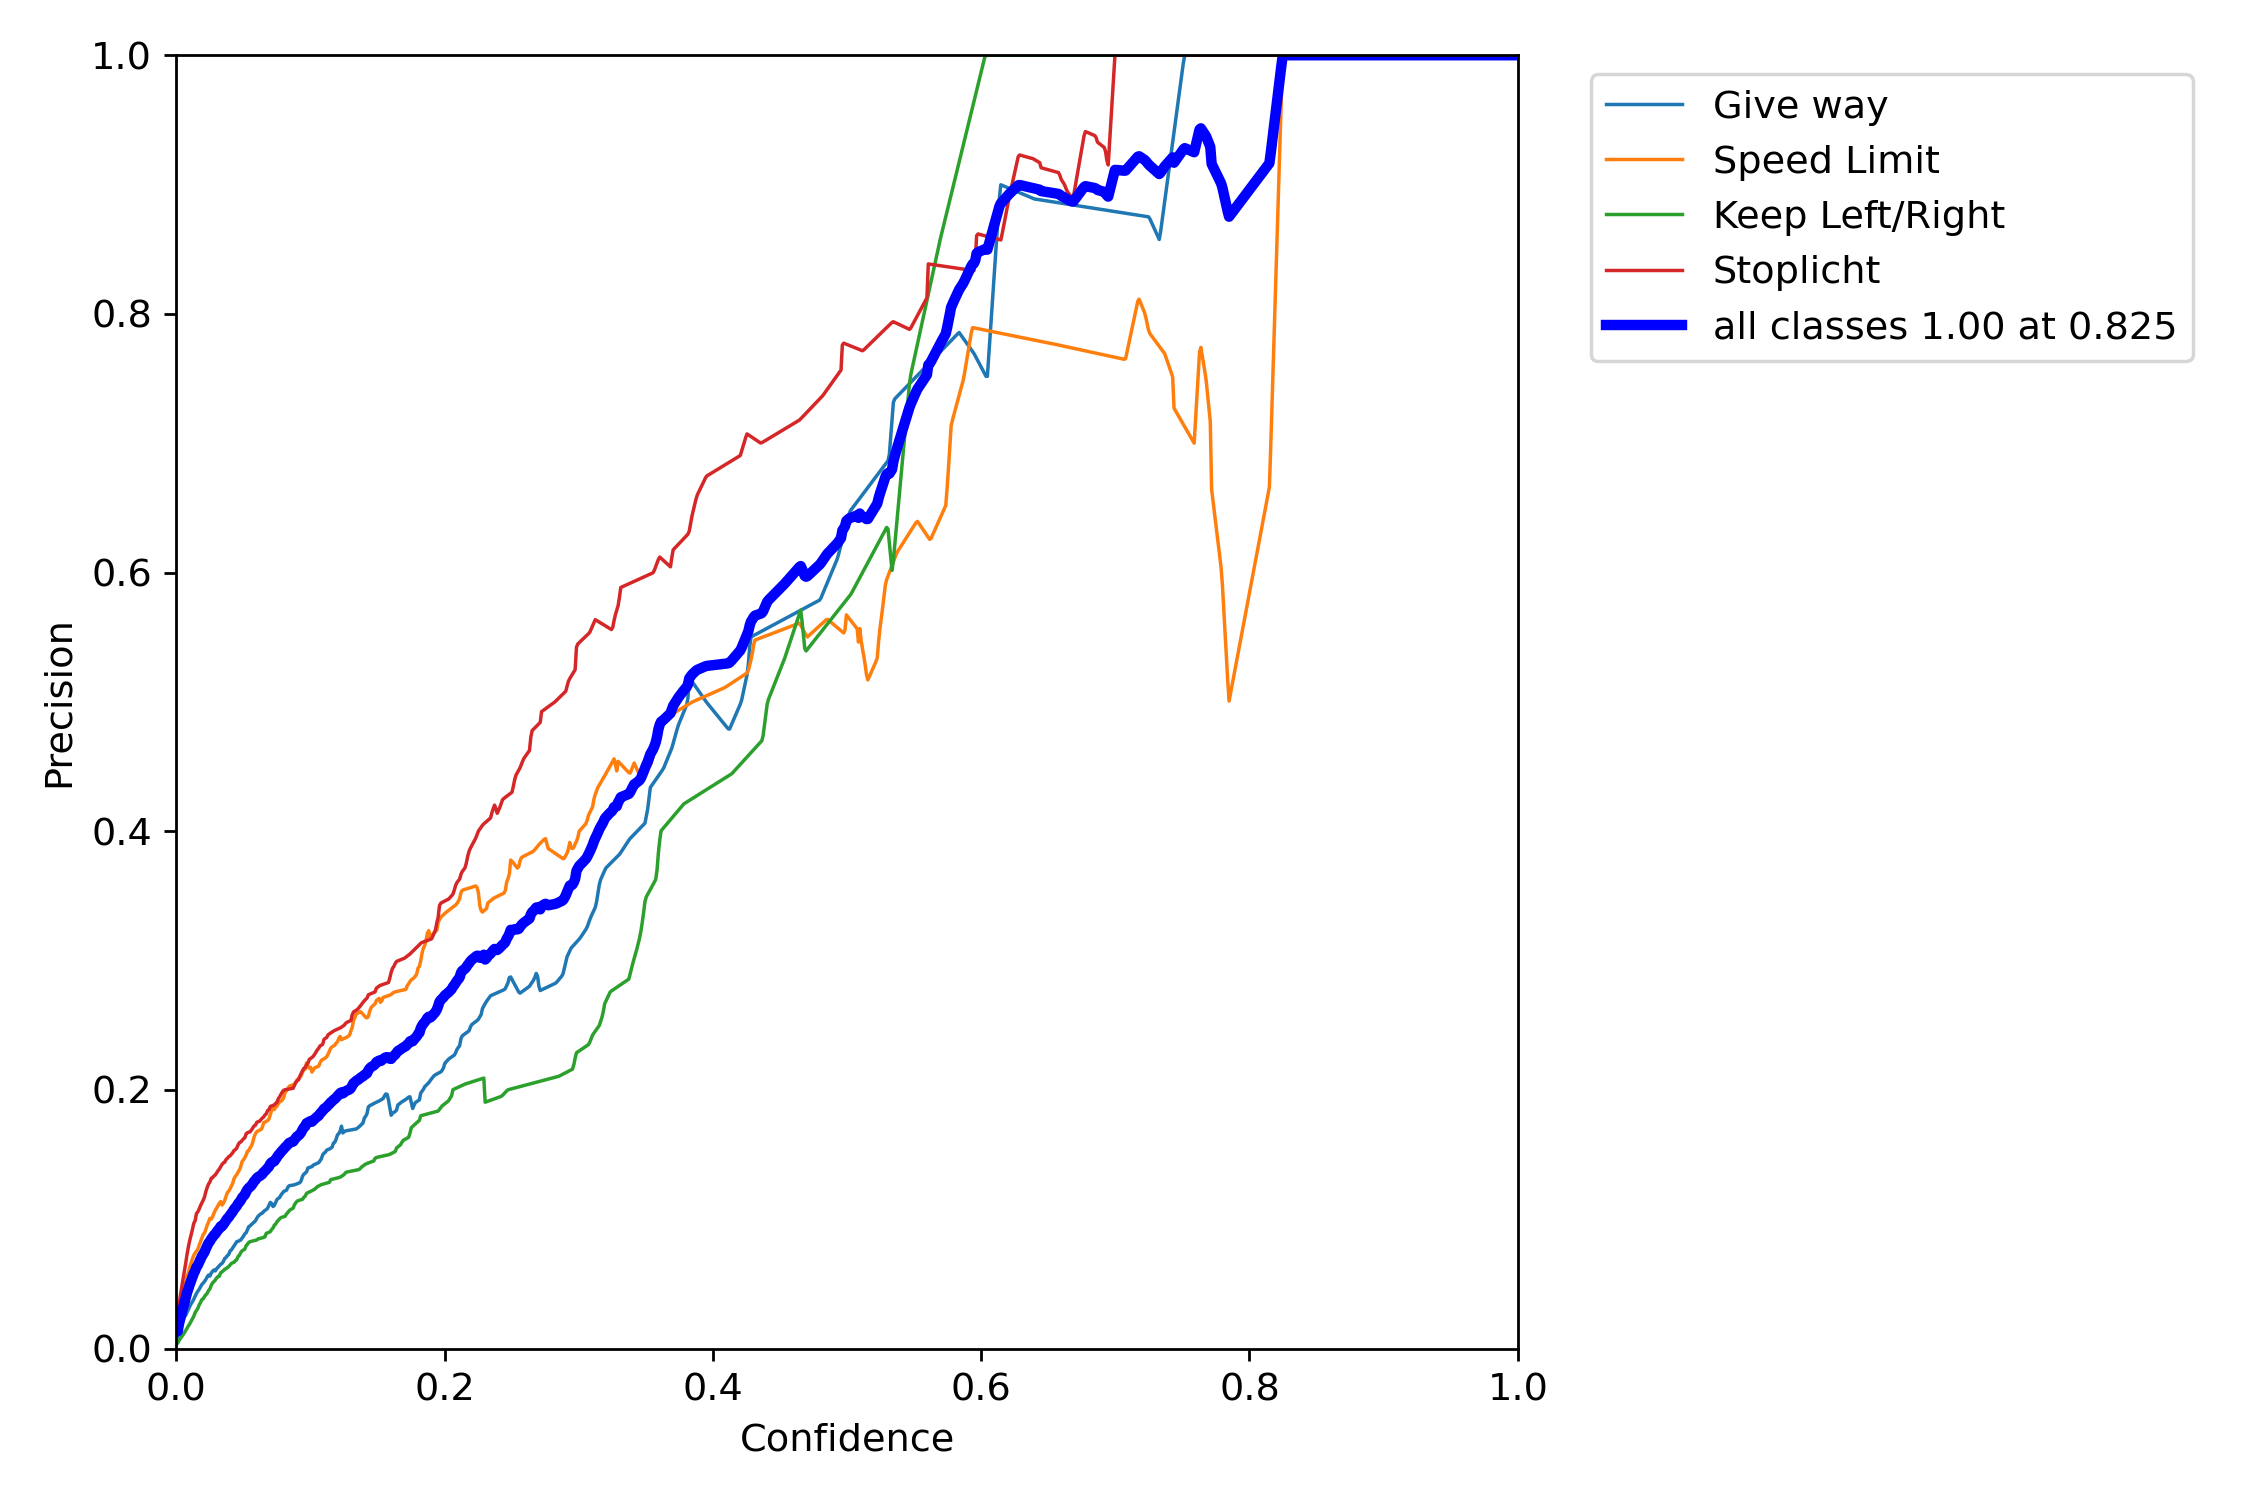 1.0
0.8
0.6
0.4
0.2
0.0
Precision
0.0 0.2 0.4 0.6 0.8 1.0
Confidence
Give way
Speed Limit
Keep Left/Right
Stoplicht
all classes 1.00 at 0.825